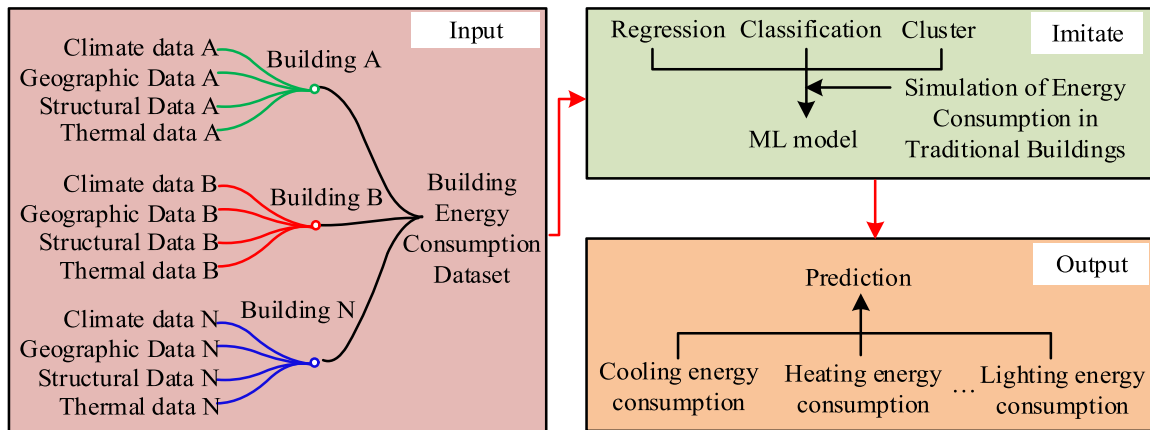 Input
Climate data A
Geographic Data A
Structural Data A
Thermal data A
Building A
Climate data B
Geographic Data B
Structural Data B
Thermal data B
Building B
Climate data N
Geographic Data N
Structural Data N
Thermal data N
Building N
Building
Energy
Consumption
Dataset
Imitate
Regression
Classification
Cluster
Simulation of Energy
Consumption in
Traditional Buildings
ML model
Output
Prediction
Cooling energy
consumption
Heating energy
consumption
...
Lighting energy
consumption